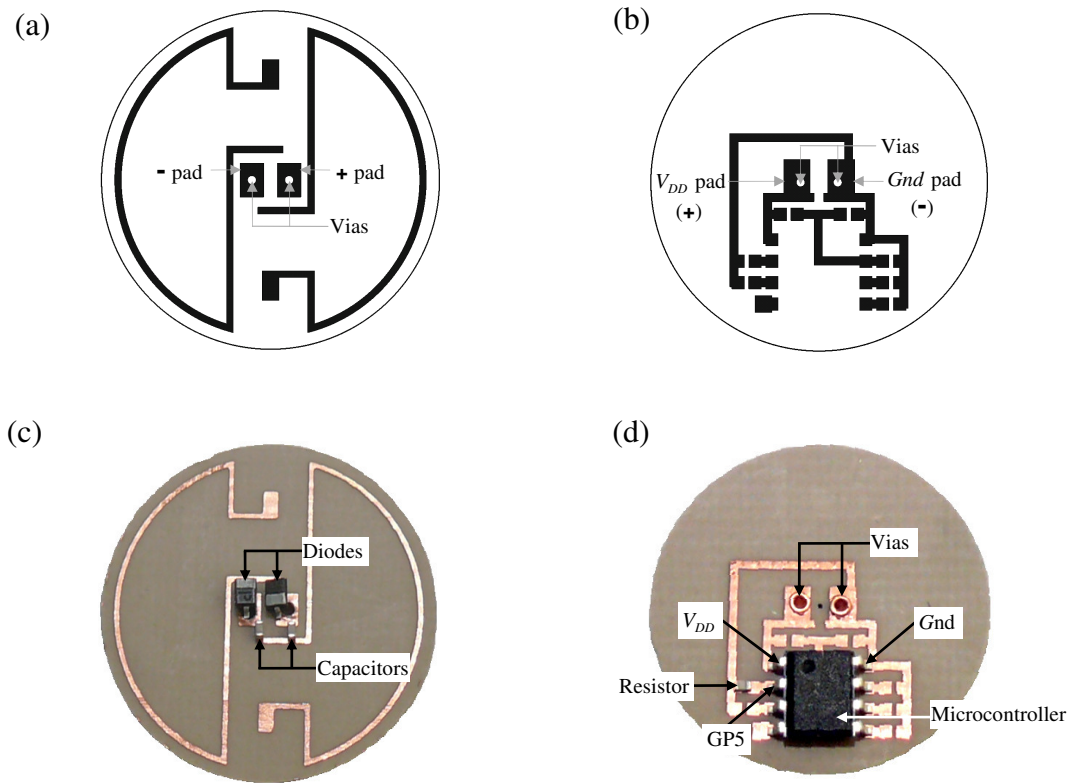 (a)
- pad
+ pad
Vias
(b)
Vias
V_DD pad
(+)
Gnd pad
(-)
(c)
Diodes
Capacitors
(d)
Vias
V_DD
Gnd
Resistor
GP5
Microcontroller